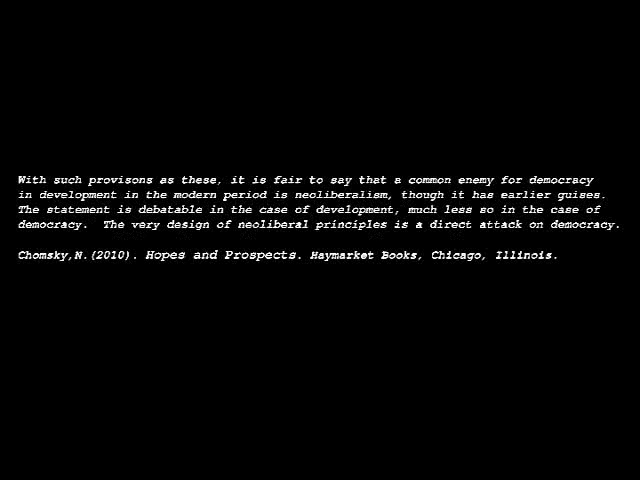 With such provisons as these, it is fair to say that a common enemy for democracy
in development in the modern period is neoliberalism, though it has earlier guises.
The statement is debatable in the case of development, much less so in the case of
democracy.  The very design of neoliberal principles is a direct attack on democracy.
Chomsky,N.(2010). Hopes and Prospects. Haymarket Books, Chicago, Illinois.